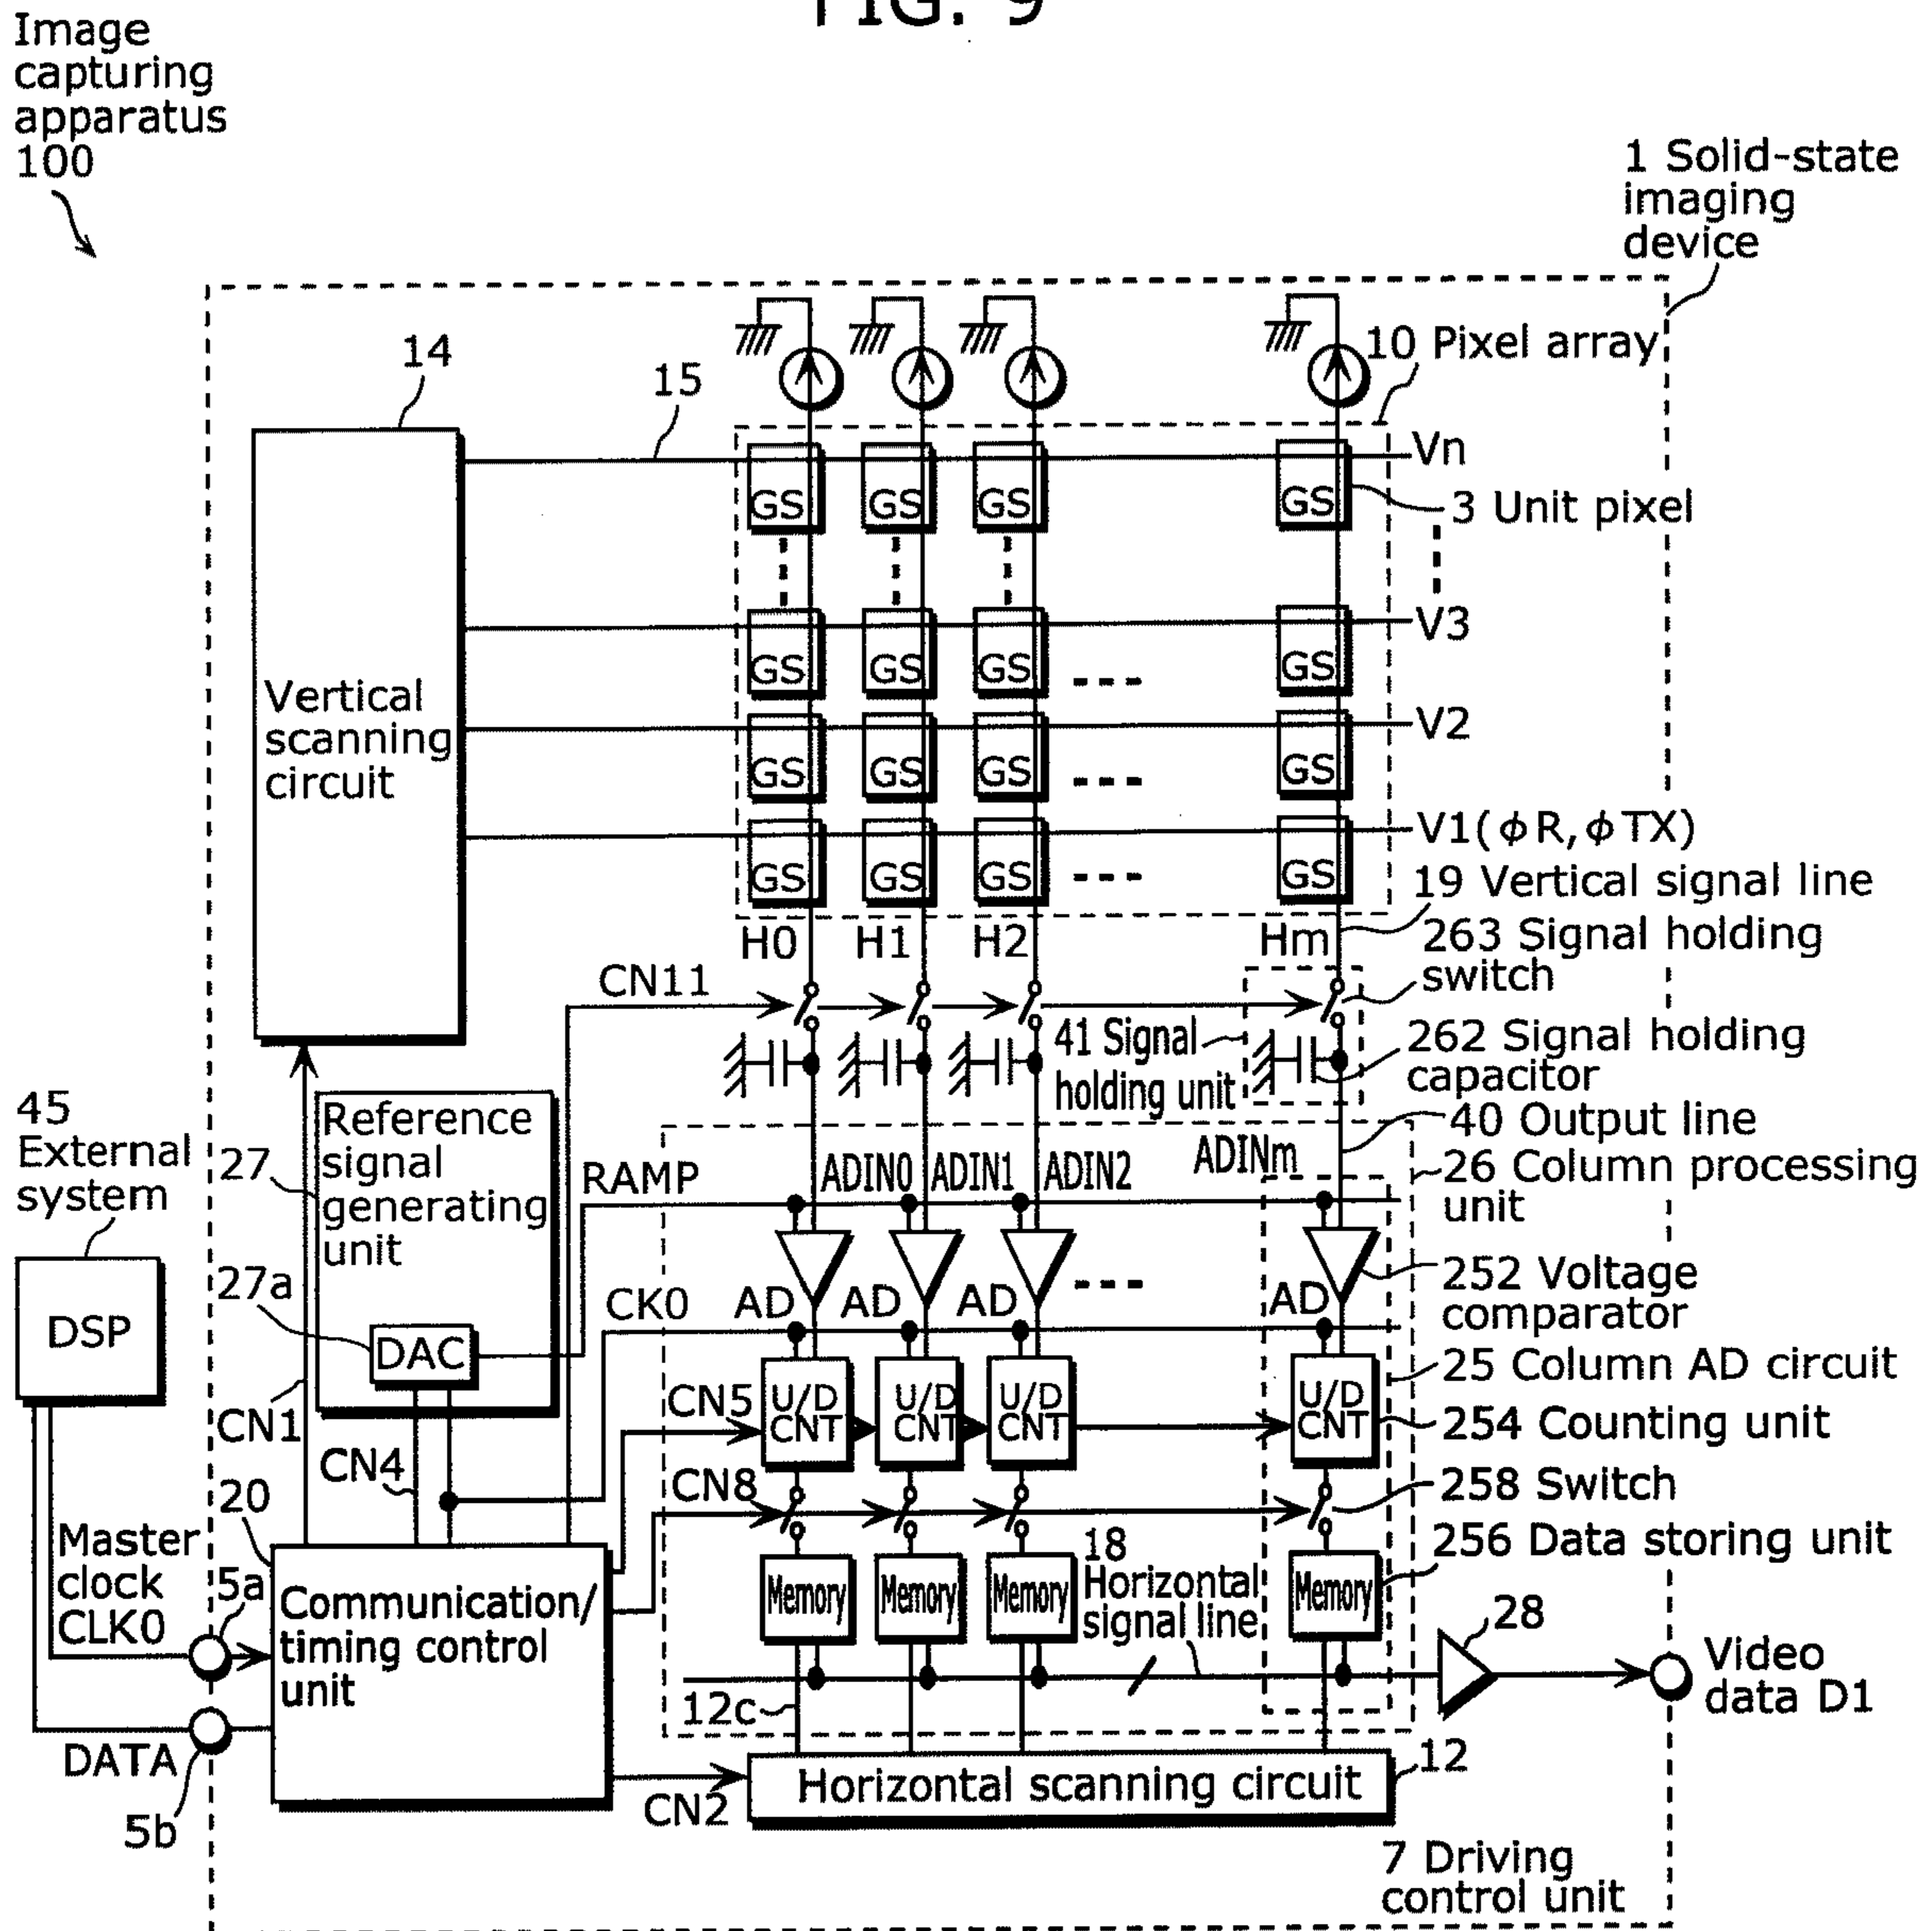 FIG. 9
Image
capturing
apparatus
100
1 Solid-state
imaging
device
14
15
10 Pixel array
Vn
GS GS GS GS
3 Unit pixel
V3
GS GS GS GS
V2
Vertical
scanning
circuit
GS GS GS GS
V1(ϕR,ϕTX)
GS GS GS GS
19 Vertical signal line
H0 H1 H2 Hm
263 Signal holding
switch
CN11
41 Signal
holding unit
262 Signal holding
capacitor
45
External
system
27
Reference
signal
generating
unit
40 Output line
RAMP
ADIN0 ADIN1 ADIN2 ADINm
26 Column processing
unit
27a
DSP
DAC
CK0
AD AD AD AD
252 Voltage
comparator
25 Column AD circuit
CN1
CN4
CN5
U/D
CNT
U/D
CNT
U/D
CNT
U/D
CNT
254 Counting unit
20
CN8
258 Switch
Master
clock
CLK0
5a
Communication/
timing control
unit
Memory Memory Memory Memory
18
Horizontal
signal line
256 Data storing unit
28
Video
data D1
12c
DATA
5b
CN2
Horizontal scanning circuit
12
7 Driving
control unit